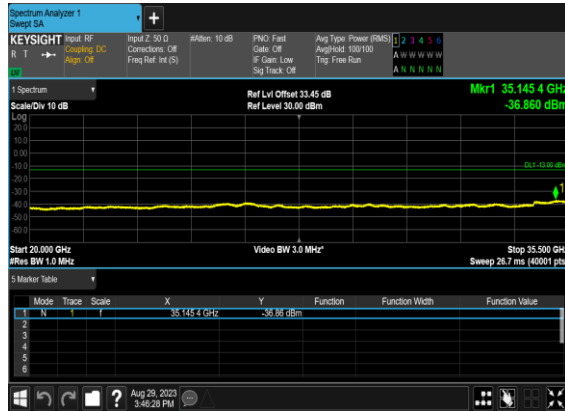 Spectrum Analyzer 1
Swept SA
+
KEYSIGHT Input: RF Input Z: 50 Ω #Atten: 10 dB PNO: Fast Avg Type: Power (RMS) 1 2 3 4 5 6
R T Coupling: DC Corrections: Off Gate: Off Avg|Hold: 100/100 A W W W W W
Align: Off Freq Ref: Int (S) IF Gain: Low Trig: Free Run
Sig Track: Off A N N N N N
1 Spectrum Ref Lvl Offset 33.45 dB Mkr1 35.145 4 GHz
Scale/Div 10 dB Ref Level 30.00 dBm -36.860 dBm
Log
20.0
10.0
0.00
-10.0 DL1 -13.00 dBm
-20.0
-30.0 1
-40.0
-50.0
-60.0
Start 20.000 GHz Video BW 3.0 MHz* Stop 35.500 GHz
#Res BW 1.0 MHz Sweep 26.7 ms (40001 pts)
5 Marker Table
Mode Trace Scale X Y Function Function Width Function Value
1 N 1 f 35.145 4 GHz -36.86 dBm
2
3
4
5
6
? Aug 29, 2023
3:46:28 PM